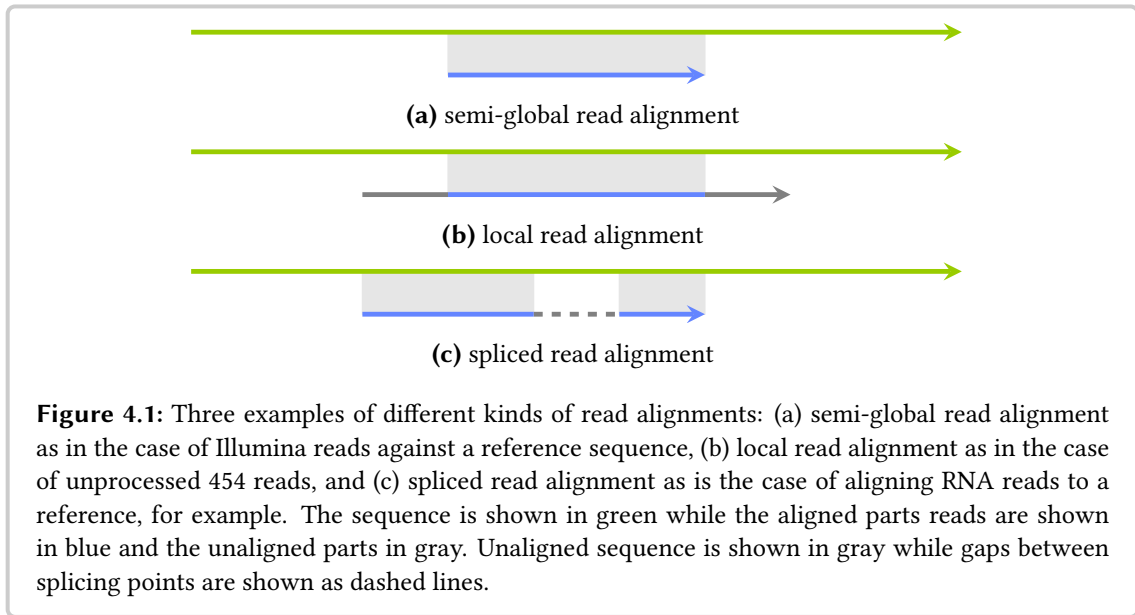 (a) semi-global read alignment
(b) local read alignment
(c) spliced read alignment
Figure 4.1: Three examples of different kinds of read alignments: (a) semi-global read alignment
as in the case of Illumina reads against a reference sequence, (b) local read alignment as in the case
of unprocessed 454 reads, and (c) spliced read alignment as is the case of aligning RNA reads to a
reference, for example. The sequence is shown in green while the aligned parts reads are shown
in blue and the unaligned parts in gray. Unaligned sequence is shown in gray while gaps between
splicing points are shown as dashed lines.